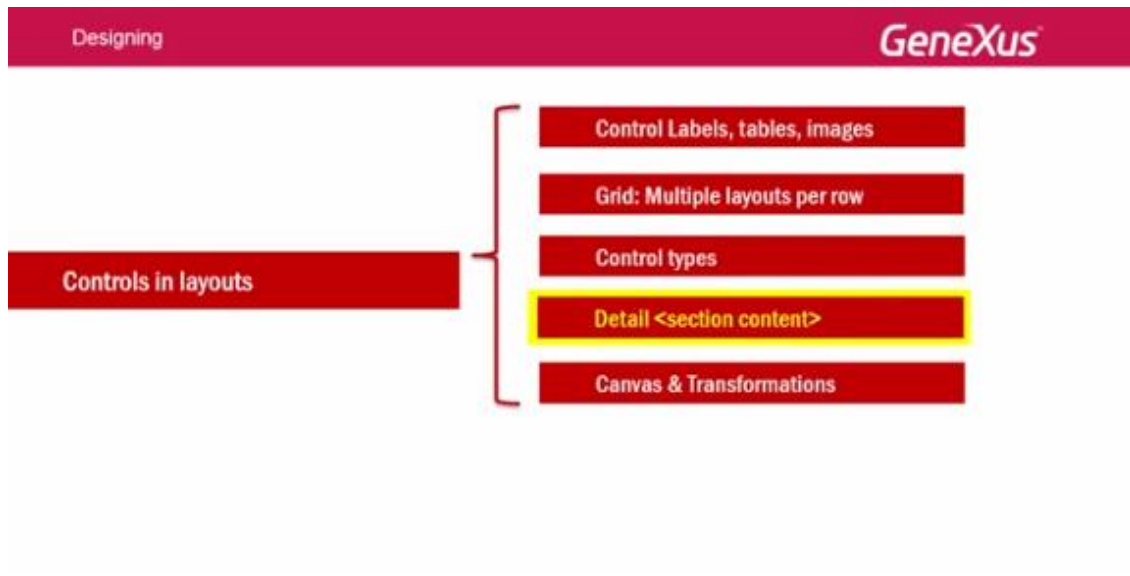 Designing
GeneXus
Control Labels, tables, images
Grid: Multiple layouts per row
Control types
Controls in layouts
Detail <section content>
Canvas & Transformations